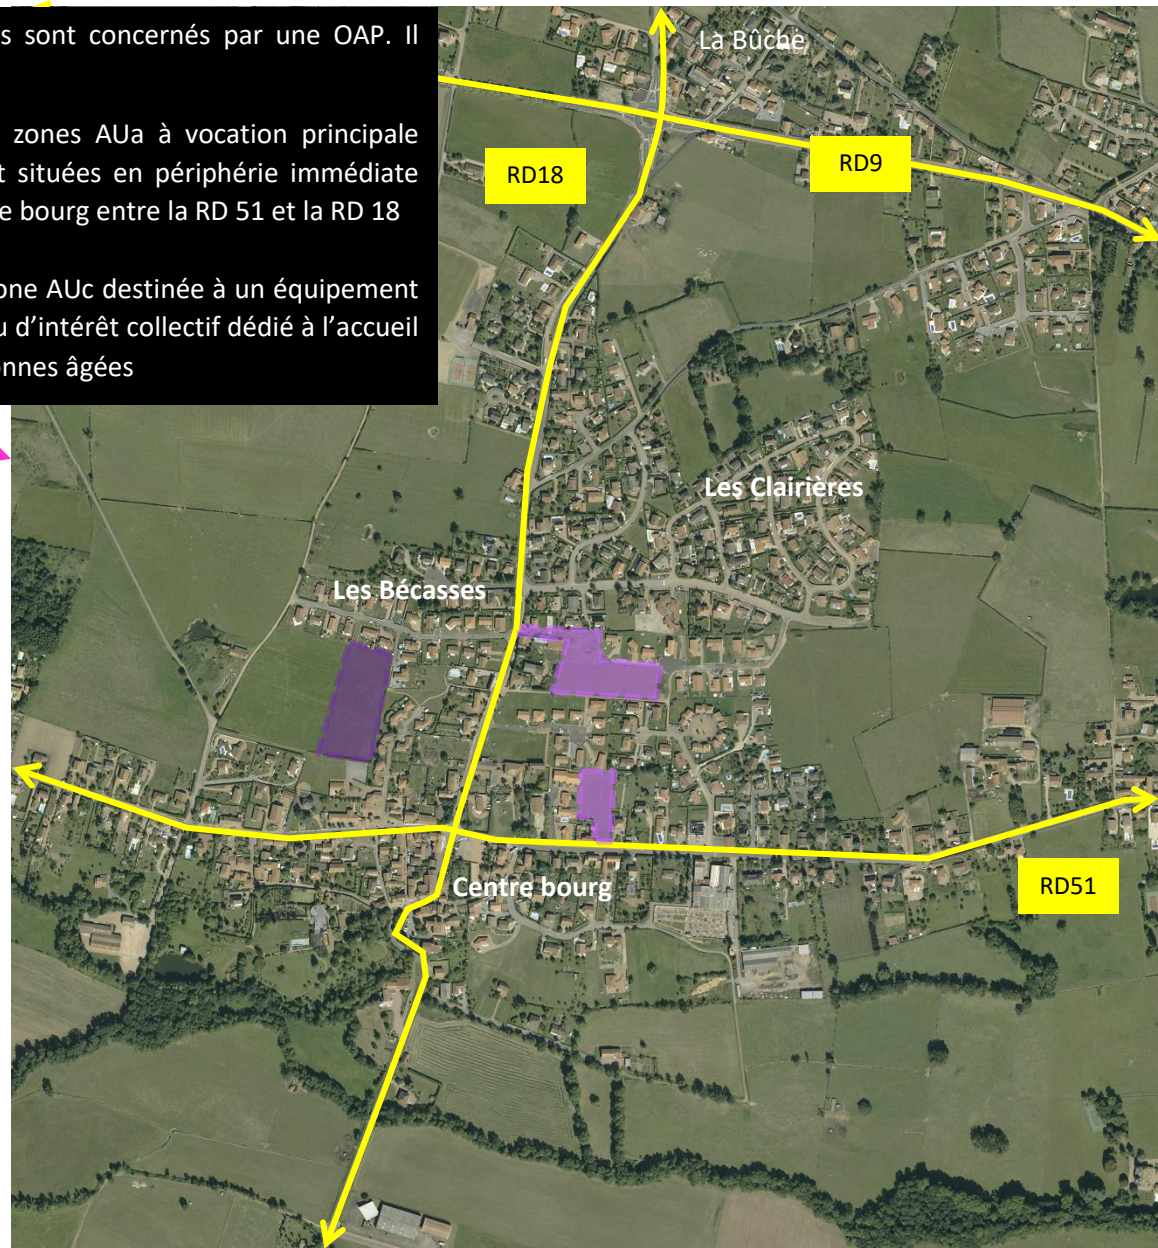 s sont concernés par une OAP. Il
zones AUa à vocation principale
t situées en périphérie immédiate
e bourg entre la RD 51 et la RD 18
one AUc destinée à un équipement
u d’intérêt collectif dédié à l’accueil
onnes âgées
La Bûche
RD18
RD9
Les Clairières
Les Bécasses
Centre bourg
RD51